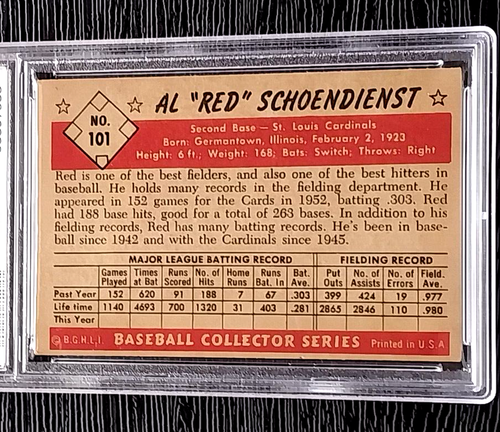 NO.
101
AL "RED" SCHOENDIENST
Second Base — St. Louis Cardinals
Born: Germantown, Illinois, February 2, 1923
Height: 6 ft., Weight: 168; Bats: Switch; Throws: Right
Red is one of the best fielders, and also one of the best hitters in
baseball. He holds many records in the fielding department. He
appeared in 152 games for the Cards in 1952, batting .303. Red
had 188 base hits, good for a total of 263 bases. In addition to his
fielding records, Red has many batting records. He's been in base-
ball since 1942 and with the Cardinals since 1945.
MAJOR LEAGUE BATTING RECORD FIELDING RECORD
Games Played Times at Bat Runs Scored No. of Hits Home Runs Runs Bat. In Bat. Ave. Put Outs No. of Assists No. of Errors Field. Ave.
Past Year 152 620 91 188 7 67 .303 399 424 19 .977
Life time 1140 4693 700 1320 31 403 .281 2865 2846 110 .980
This Year
© B.G.H.L.I. BASEBALL COLLECTOR SERIES Printed in U.S.A